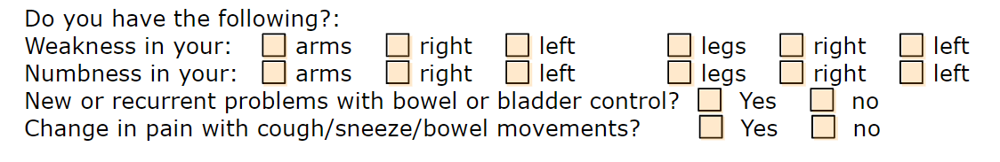 Do you have the following?:
Weakness in your: arms right left legs right left
Numbness in your: arms right left legs right left
New or recurrent problems with bowel or bladder control? Yes no
Change in pain with cough/sneeze/bowel movements? Yes no